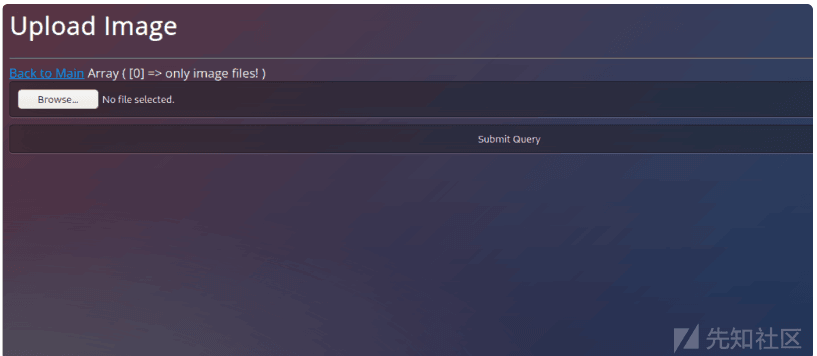 Upload Image
Back to Main Array ( [0] => only image files! )
Browse... No file selected.
Submit Query
先知社区